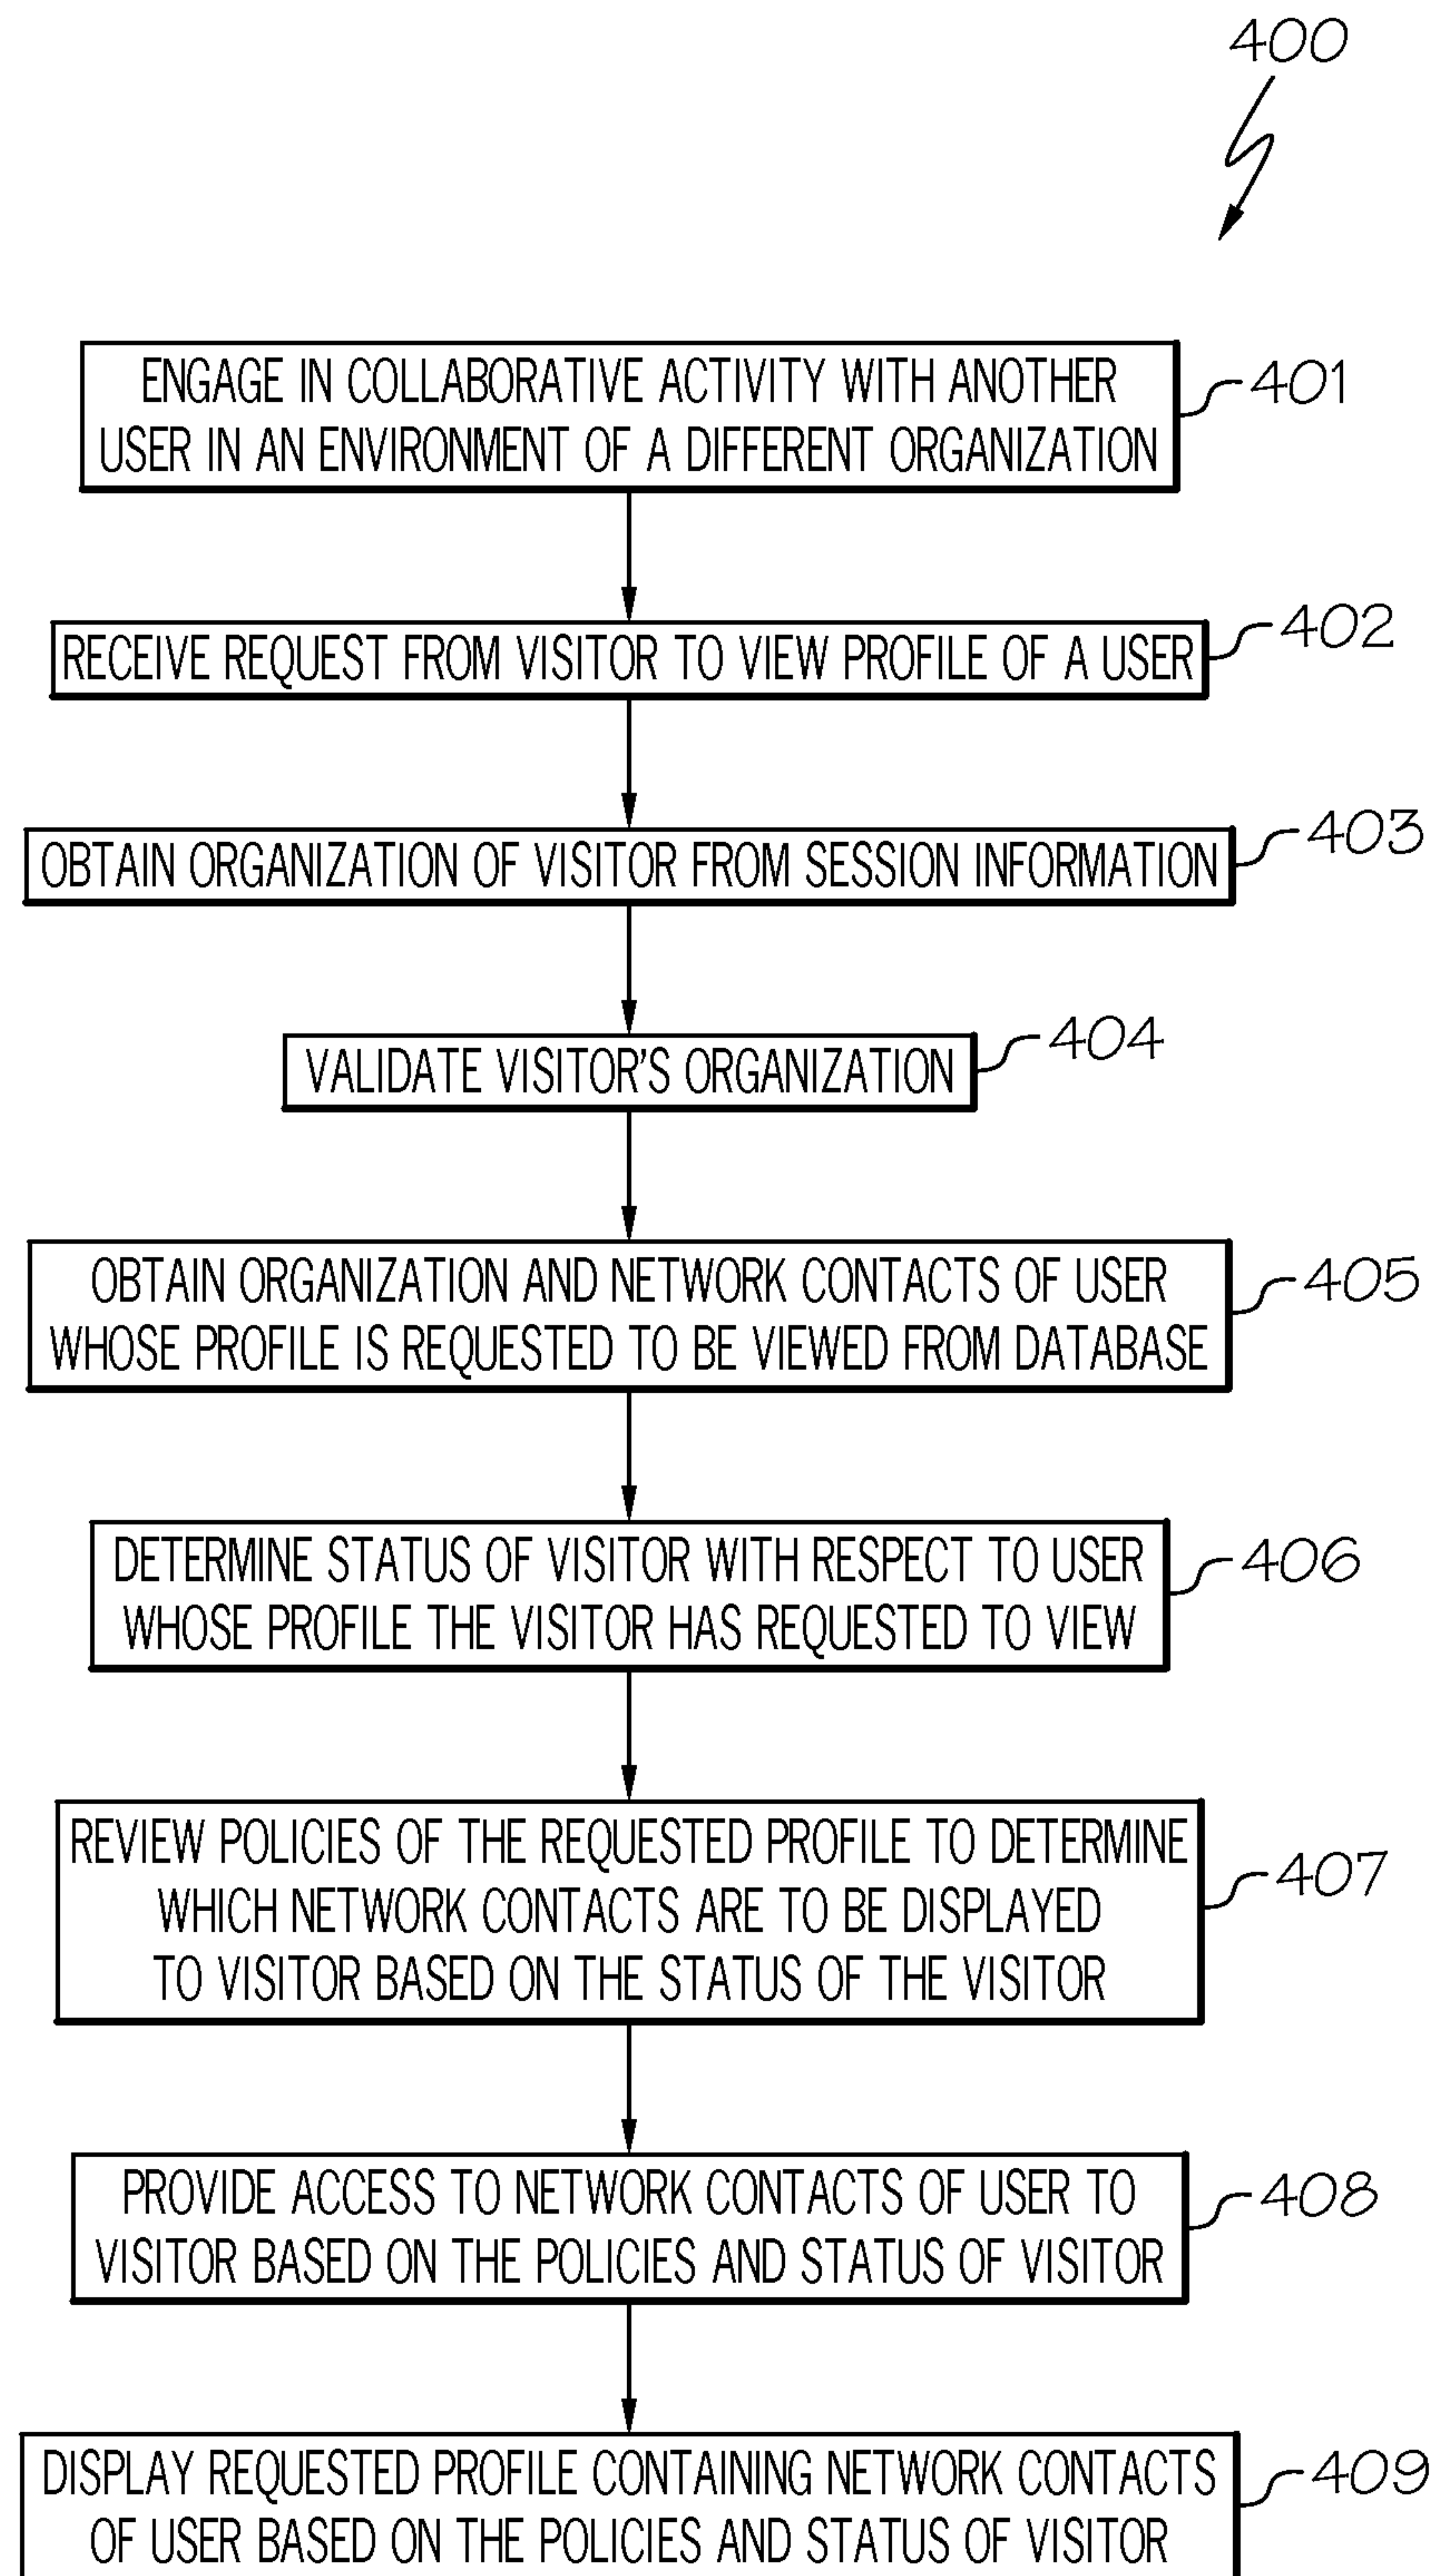 400
ENGAGE IN COLLABORATIVE ACTIVITY WITH ANOTHER
USER IN AN ENVIRONMENT OF A DIFFERENT ORGANIZATION
401
RECEIVE REQUEST FROM VISITOR TO VIEW PROFILE OF A USER
402
OBTAIN ORGANIZATION OF VISITOR FROM SESSION INFORMATION
403
VALIDATE VISITOR'S ORGANIZATION
404
OBTAIN ORGANIZATION AND NETWORK CONTACTS OF USER
WHOSE PROFILE IS REQUESTED TO BE VIEWED FROM DATABASE
405
DETERMINE STATUS OF VISITOR WITH RESPECT TO USER
WHOSE PROFILE THE VISITOR HAS REQUESTED TO VIEW
406
REVIEW POLICIES OF THE REQUESTED PROFILE TO DETERMINE
WHICH NETWORK CONTACTS ARE TO BE DISPLAYED
TO VISITOR BASED ON THE STATUS OF THE VISITOR
407
PROVIDE ACCESS TO NETWORK CONTACTS OF USER TO
VISITOR BASED ON THE POLICIES AND STATUS OF VISITOR
408
DISPLAY REQUESTED PROFILE CONTAINING NETWORK CONTACTS
OF USER BASED ON THE POLICIES AND STATUS OF VISITOR
409